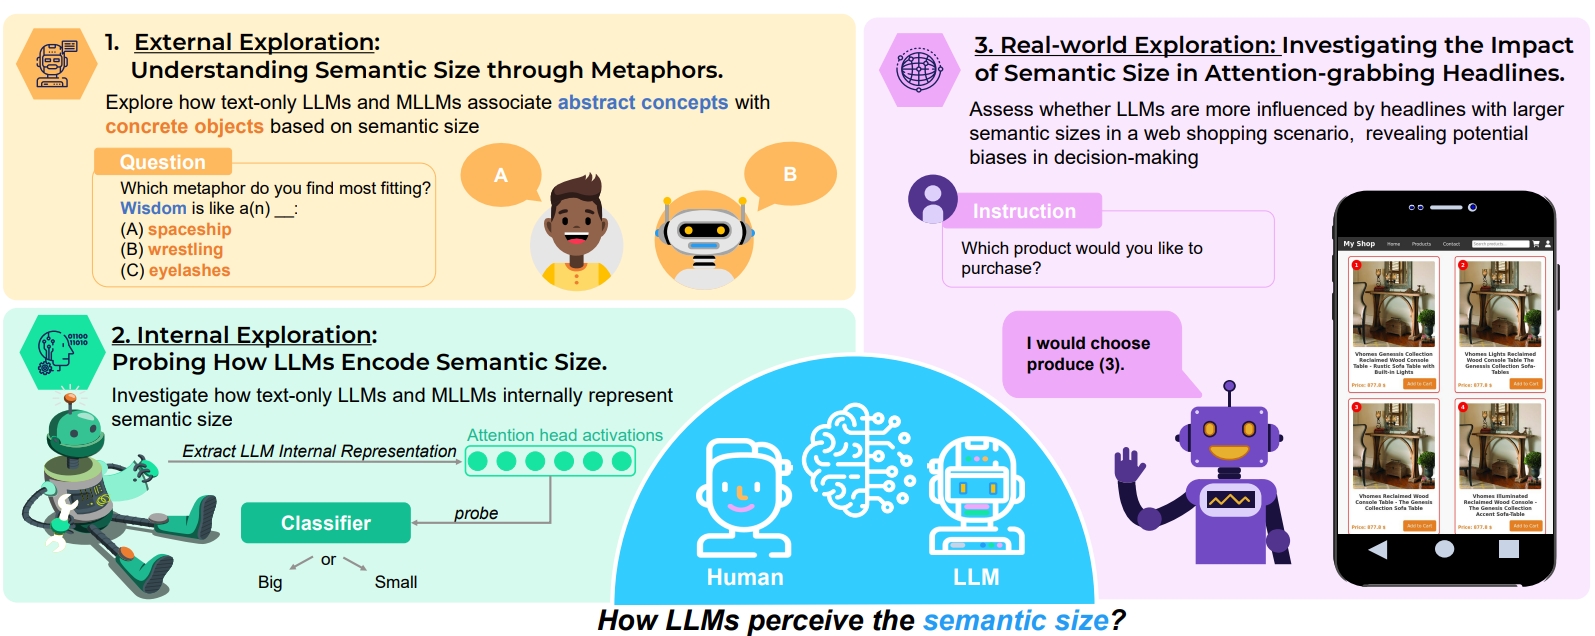 1. External Exploration:
Understanding Semantic Size through Metaphors.
Explore how text-only LLMs and MLLMs associate abstract concepts with
concrete objects based on semantic size
Question
Which metaphor do you find most fitting?
Wisdom is like a(n) __:
(A) spaceship
(B) wrestling
(C) eyelashes
A
B
2. Internal Exploration:
Probing How LLMs Encode Semantic Size.
01100
11010
Investigate how text-only LLMs and MLLMs internally represent
semantic size
Extract LLM Internal Representation
Attention head activations
probe
Classifier
or
Big
Small
3. Real-world Exploration: Investigating the Impact
of Semantic Size in Attention-grabbing Headlines.
Assess whether LLMs are more influenced by headlines with larger
semantic sizes in a web shopping scenario, revealing potential
biases in decision-making
Instruction
Which product would you like to
purchase?
I would choose
produce (3).
My Shop
Home
Products
Contact
Search products...
1
Vhomes Genessis Collection
Reclaimed Wood Console
Table - Rustic Sofa Table with
Built-in Lights
Price: 877.8 $
Add to Cart
2
Vhomes Lights Reclaimed
Wood Console Table The
Genessis Collection Sofa-
Tables
Price: 877.8 $
Add to Cart
3
Vhomes Reclaimed Wood
Console Table - The Genesis
Collection Sofa Table
Price: 877.8 $
Add to Cart
4
Vhomes Illuminated
Reclaimed Wood Console -
The Genesis Collection
Accent Sofa-Table
Price: 877.8 $
Add to Cart
Human
LLM
How LLMs perceive the semantic size?